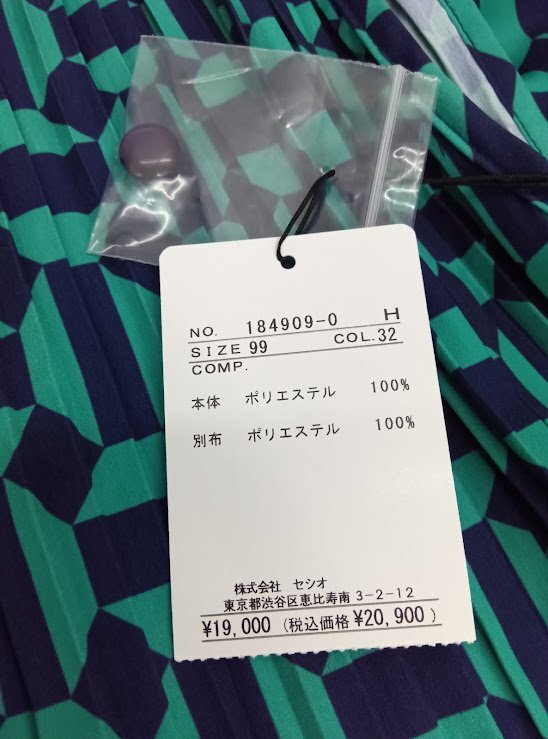 NO. 184909-0 H
SIZE 99 COL.32
COMP.
本体 ポリエステル 100%
別布 ポリエステル 100%
株式会社 セシオ
東京都渋谷区恵比寿南 3-2-12
¥19,000 (税込価格 ¥20,900 )